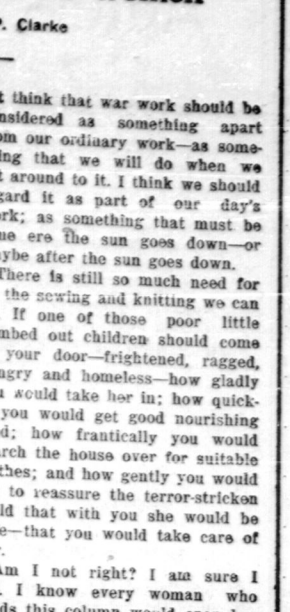 P. Clarke
t think that war work should be
nsidered as something apart
om our ordinary work—as some-
ing that we will do when we
t around to it. I think we should
gard it as part of our day's
rk; as something that must be
ne ere the sun goes down—or
ybe after the sun goes down.
There is still so much need for
the sewing and knitting we can
. If one of those poor little
mbed out children should come
your door—frightened, ragged,
ngry and homeless—how gladly
u would take her in; how quick-
you would get good nourishing
d; how frantically you would
rch the house over for suitable
thes; and how gently you would
to reassure the terror-stricken
ld that with you she would be
e—that you would take care of
r.
Am I not right? I am sure I
. I know every woman who
ds this column would